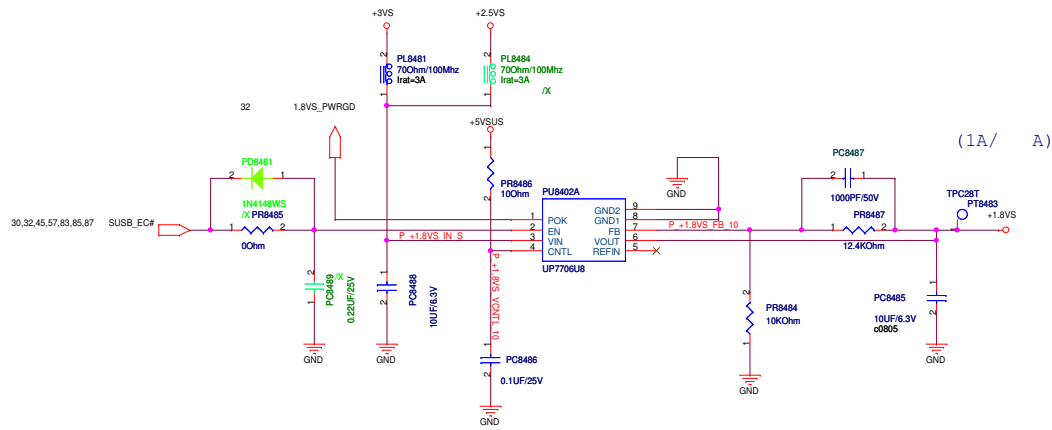 +3VS
+2.5VS
2
2
PL8481
70Ohm/100Mhz
Irat=3A
1
PL8484
70Ohm/100Mhz
Irat=3A
/X
1
32
1.8VS_PWRGD
+5VSUS
1
PR8486
10Ohm
2
(1A/ A)
PD8481
2
1
1N4148WS
/X
PR8485
30,32,45,57,83,85,87
SUSB_EC#
1
2
0Ohm
PU8402A
1 POK
2 EN
3 VIN
4 CNTL
GND2 9
GND1 8
FB 7
VOUT 6
REFIN 5
UP7706U8
GND
P_+1.8VS_IN_S
P_+1.8VS_VCNTL_10
P_+1.8VS_FB_10
PC8487
2
1
1000PF/50V
PR8487
1
2
12.4KOhm
TPC28T
PT8483
1
+1.8VS
2
PC8489
/X
0.22UF/25V
1
GND
1
PC8488
10UF/6.3V
2
GND
1
PC8486
2
0.1UF/25V
GND
2
PR8484
10KOhm
1
GND
1
PC8485
10UF/6.3V
c0805
2
GND